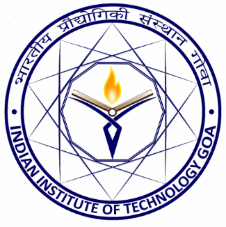 भारतीय प्रौद्योगिकी संस्थान गोवा
• INDIAN INSTITUTE OF TECHNOLOGY GOA •